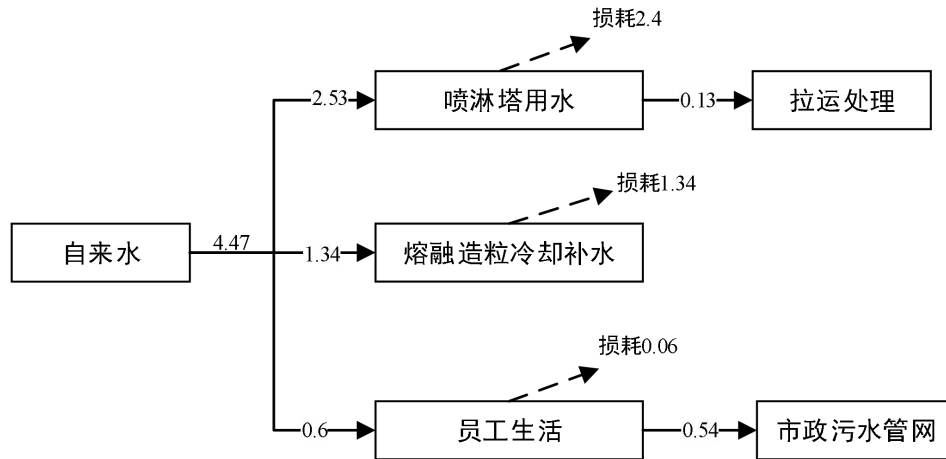 损耗2.4
2.53
喷淋塔用水
0.13
拉运处理
损耗1.34
自来水
4.47
1.34
熔融造粒冷却补水
损耗0.06
0.6
员工生活
0.54
市政污水管网